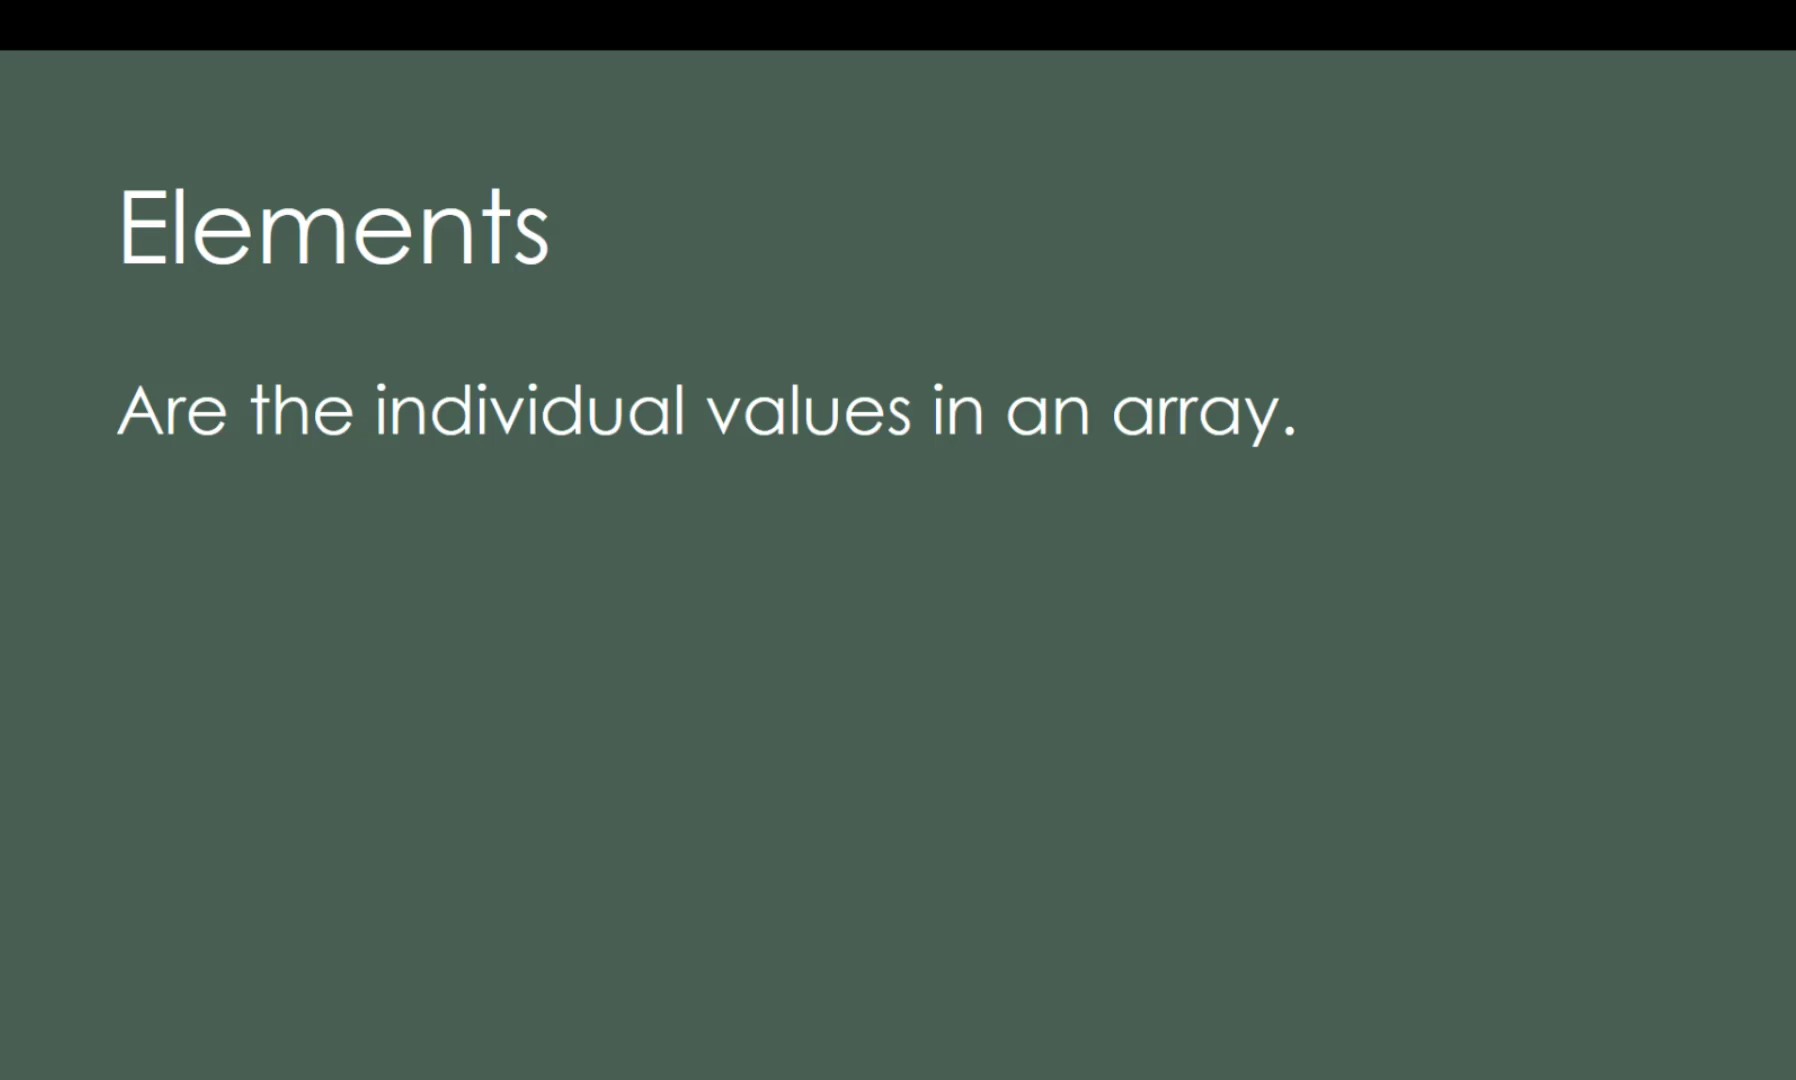 Elements
Are the individual values in an array.